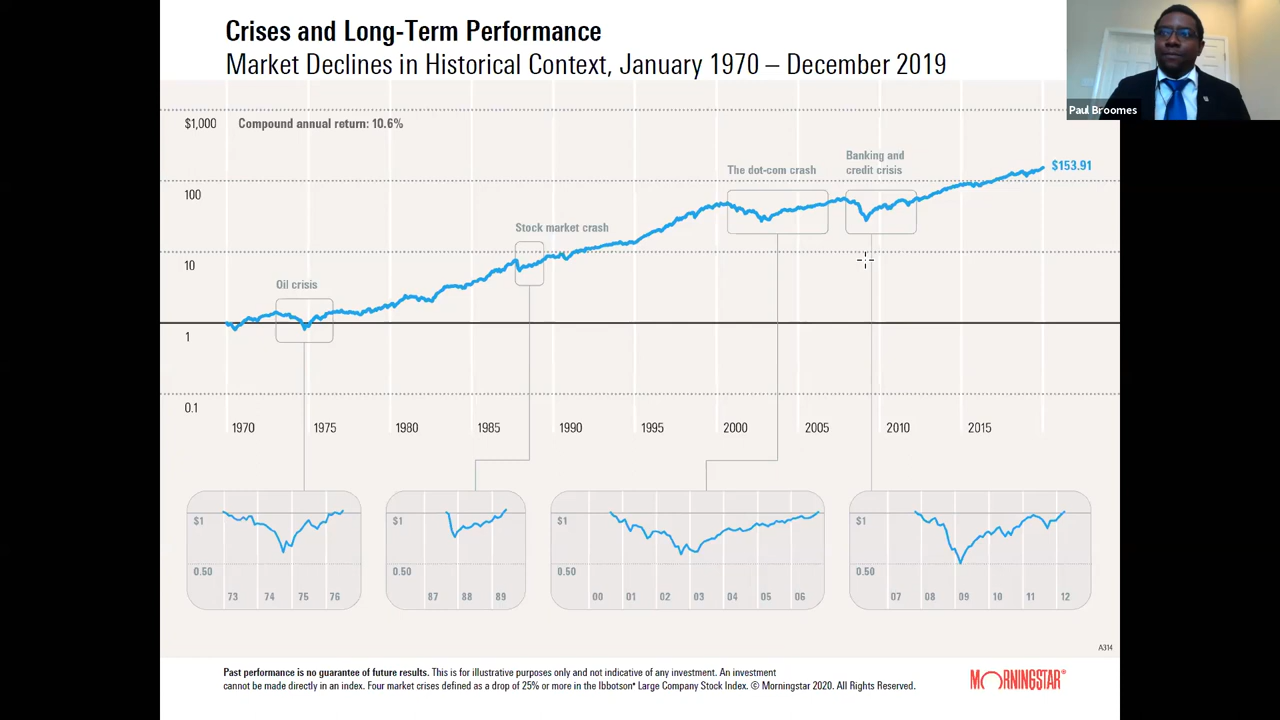 Crises and Long-Term Performance
Market Declines in Historical Context, January 1970 – December 2019
Paul Broomes
$1,000
Compound annual return: 10.6%
Banking and
credit crisis
The dot-com crash
$153.91
100
Stock market crash
10
Oil crisis
1
0.1
1970 1975 1980 1985 1990 1995 2000 2005 2010 2015
$1 $1 $1 $1
0.50 0.50 0.50 0.50
73 74 75 76 87 88 89 00 01 02 03 04 05 06 07 08 09 10 11 12
A314
Past performance is no guarantee of future results. This is for illustrative purposes only and not indicative of any investment. An investment
cannot be made directly in an index. Four market crises defined as a drop of 25% or more in the Ibbotson® Large Company Stock Index. © Morningstar 2020. All Rights Reserved.
MORNINGSTAR®